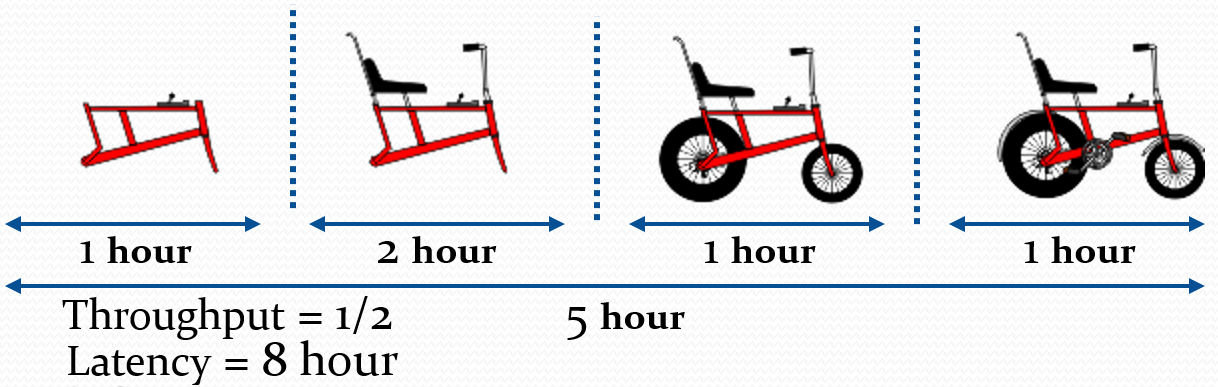 1 hour
2 hour
1 hour
1 hour
Throughput = 1/2
5 hour
Latency = 8 hour